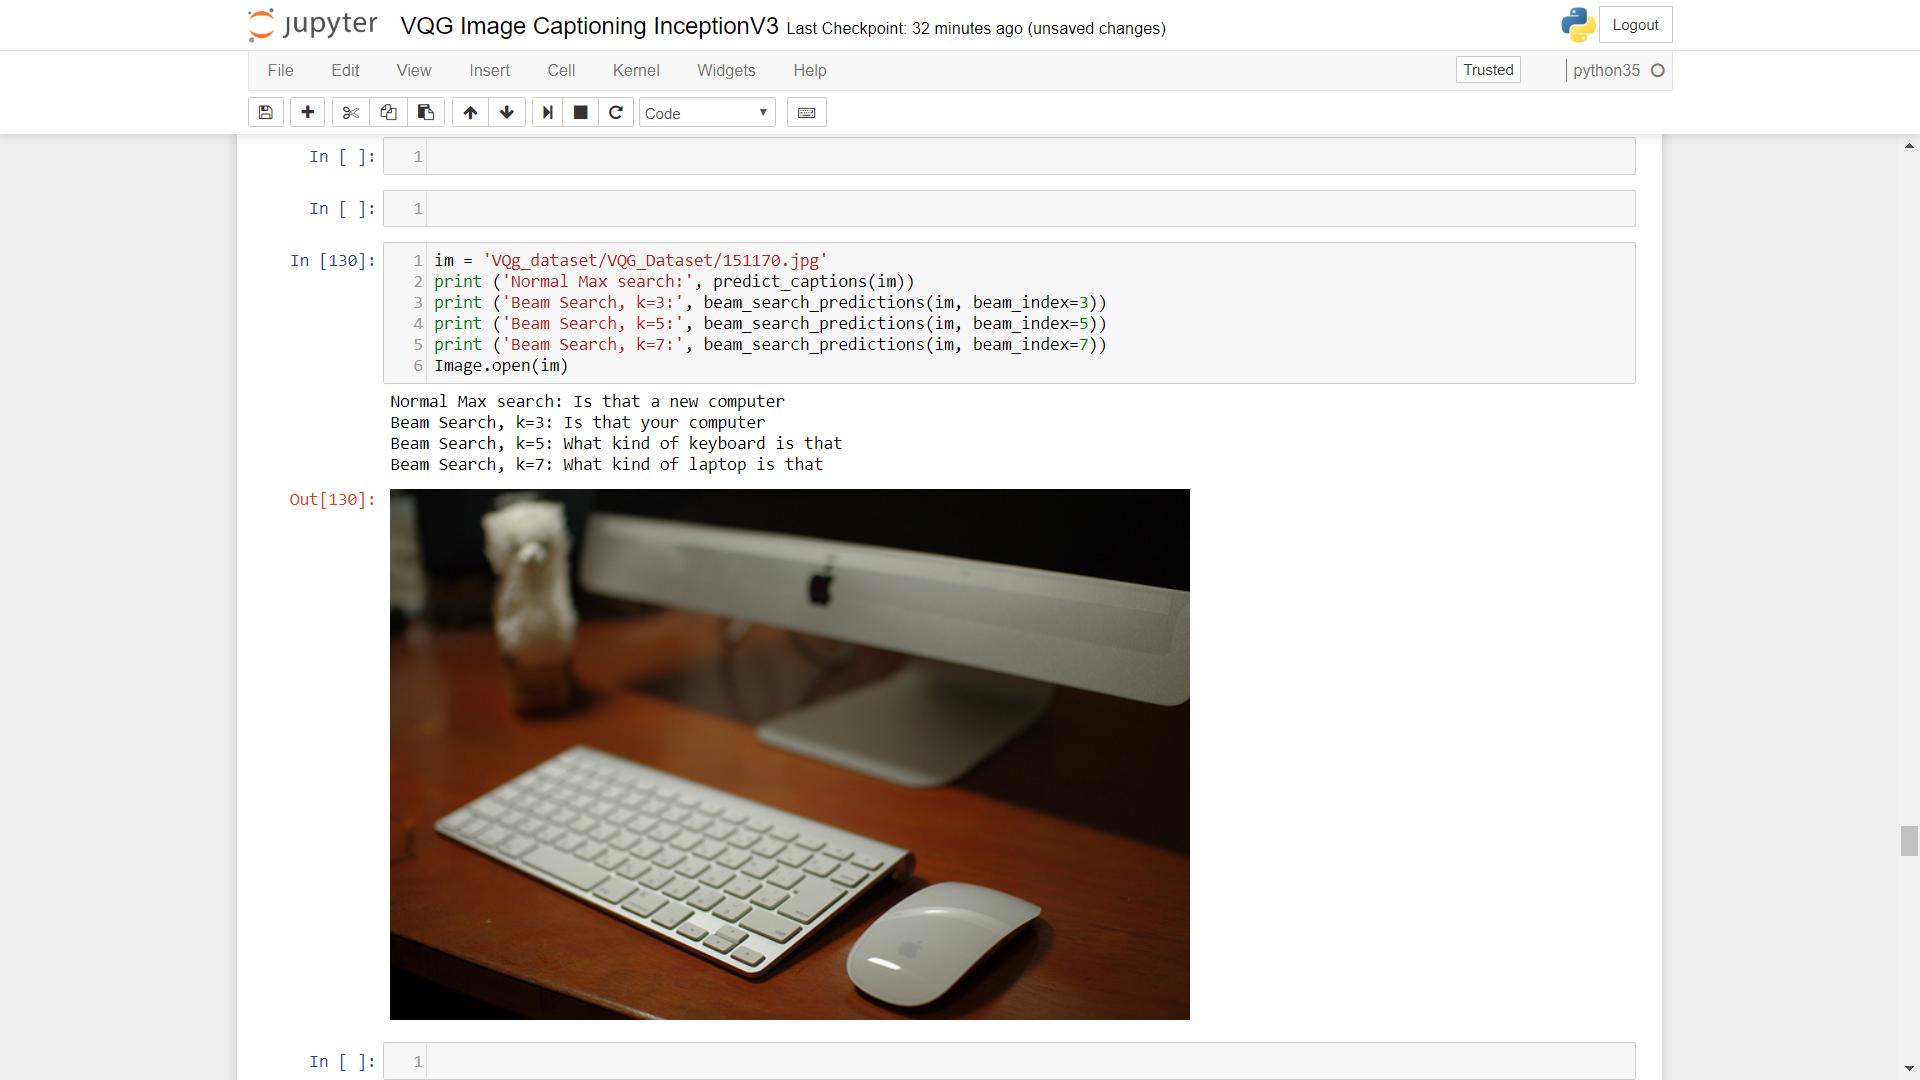 jupyter VQG Image Captioning InceptionV3 Last Checkpoint: 32 minutes ago (unsaved changes) Logout
File Edit View Insert Cell Kernel Widgets Help Trusted python35
Code
In [ ]: 1
In [ ]: 1
In [130]: 1 im = 'VQg_dataset/VQG_Dataset/151170.jpg'
2 print ('Normal Max search:', predict_captions(im))
3 print ('Beam Search, k=3:', beam_search_predictions(im, beam_index=3))
4 print ('Beam Search, k=5:', beam_search_predictions(im, beam_index=5))
5 print ('Beam Search, k=7:', beam_search_predictions(im, beam_index=7))
6 Image.open(im)
Normal Max search: Is that a new computer
Beam Search, k=3: Is that your computer
Beam Search, k=5: What kind of keyboard is that
Beam Search, k=7: What kind of laptop is that
Out[130]:
In [ ]: 1